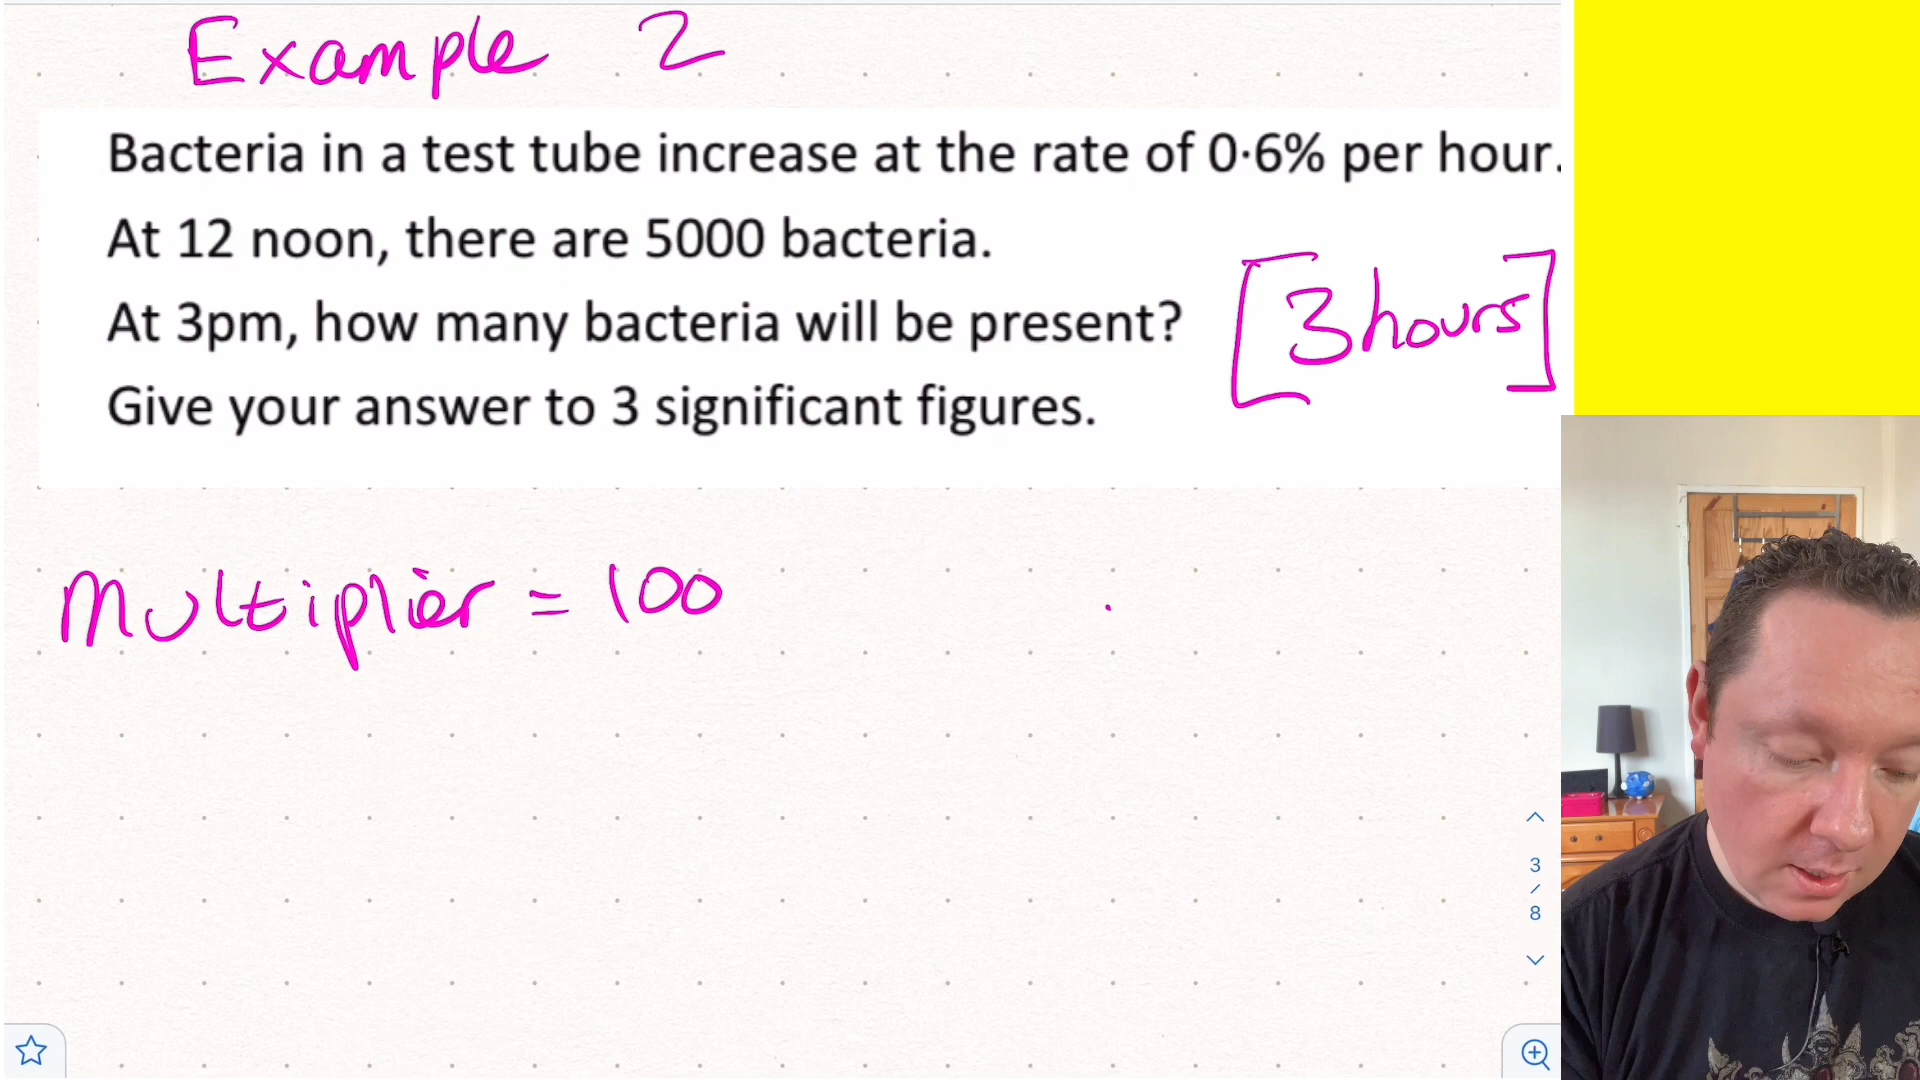 Example 2
Bacteria in a test tube increase at the rate of 0·6% per hour.
At 12 noon, there are 5000 bacteria.
At 3pm, how many bacteria will be present?
[3hours]
Give your answer to 3 significant figures.
Multiplier = 100
3
/
8